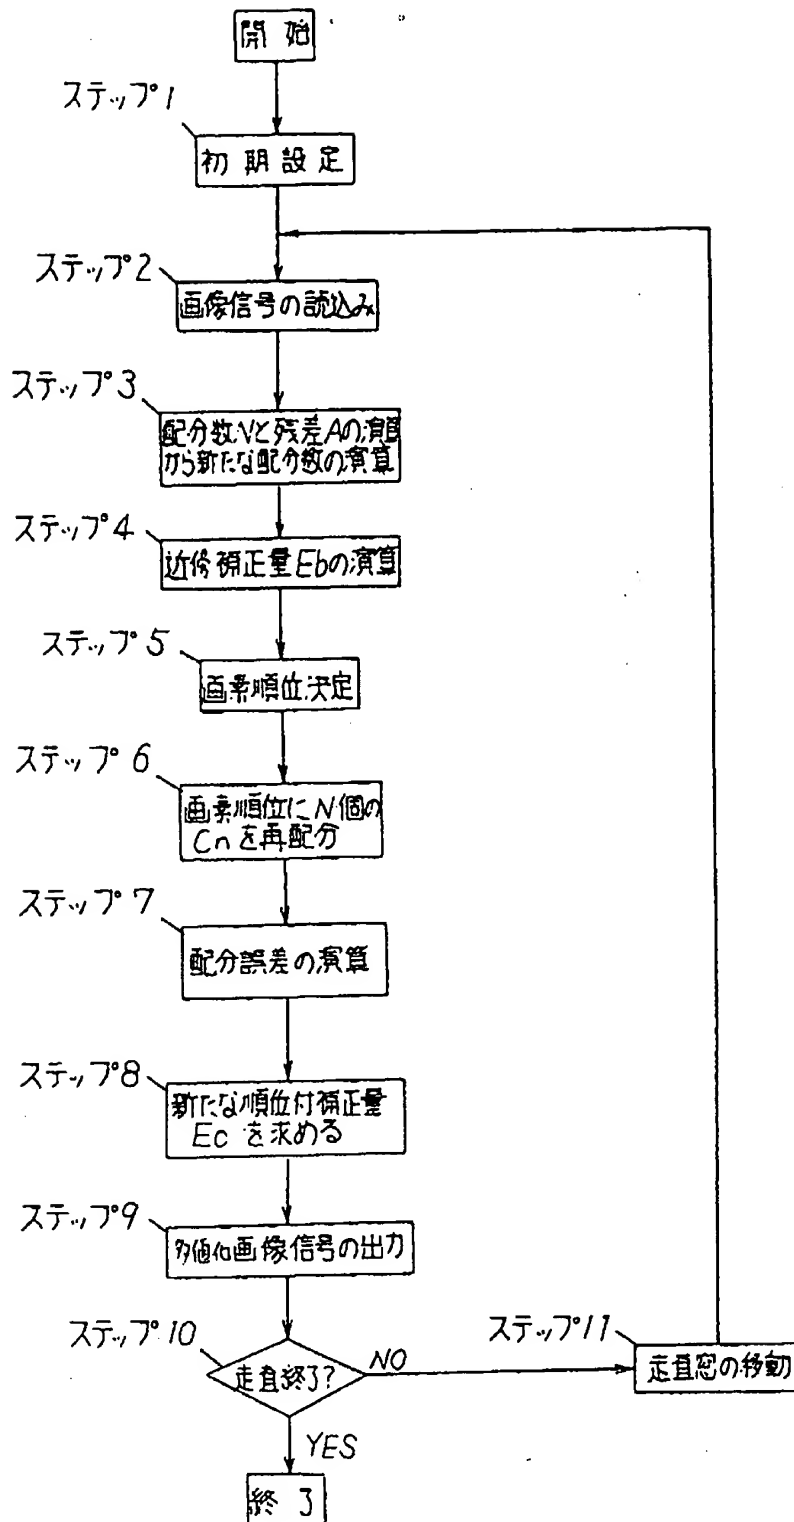 開始
ステップ1
初期設定
ステップ2
画像信号の読込み
ステップ3
配分数Nと残差Aの演算
から新たな配分数の演算
ステップ4
近傍補正量Ebの演算
ステップ5
画素順位決定
ステップ6
画素順位にN個の
Cnを再配分
ステップ7
配分誤差の演算
ステップ8
新たな順位付補正量
Ecを求める
ステップ9
多値化画像信号の出力
ステップ10
走査終了?
NO
ステップ11
走査窓の移動
YES
終了